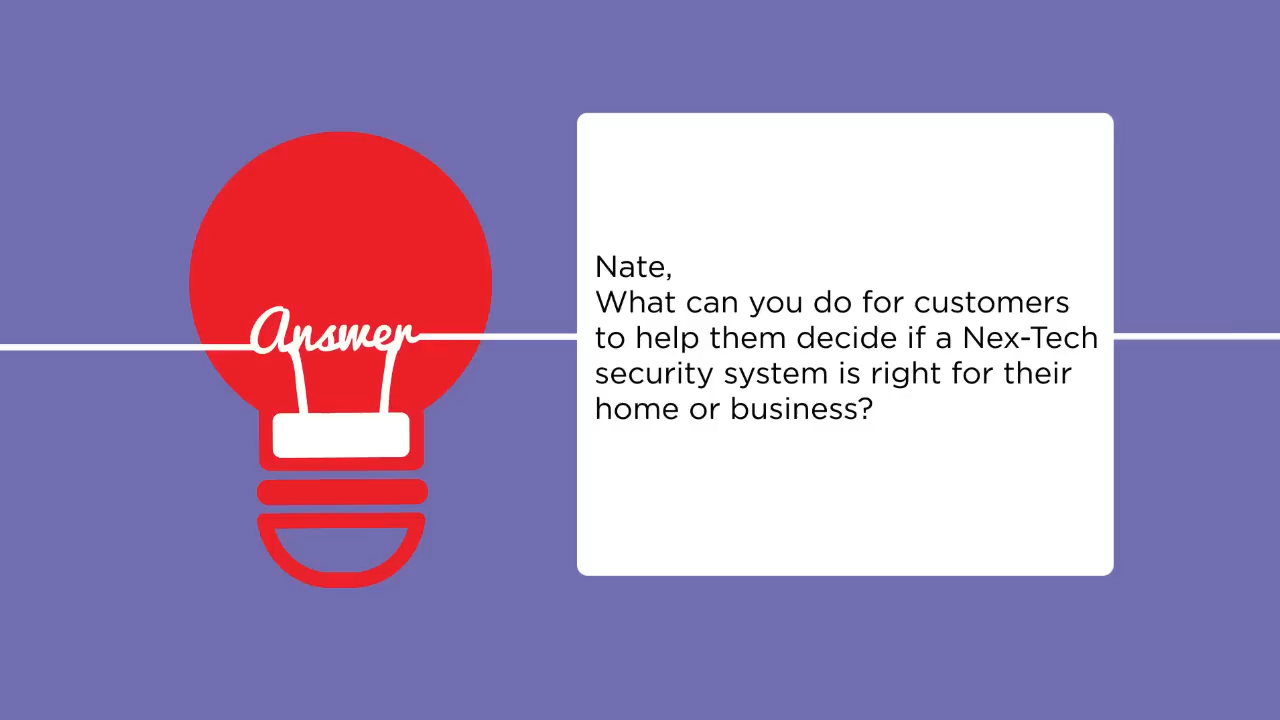 Answer
Nate,
What can you do for customers
to help them decide if a Nex-Tech
security system is right for their
home or business?